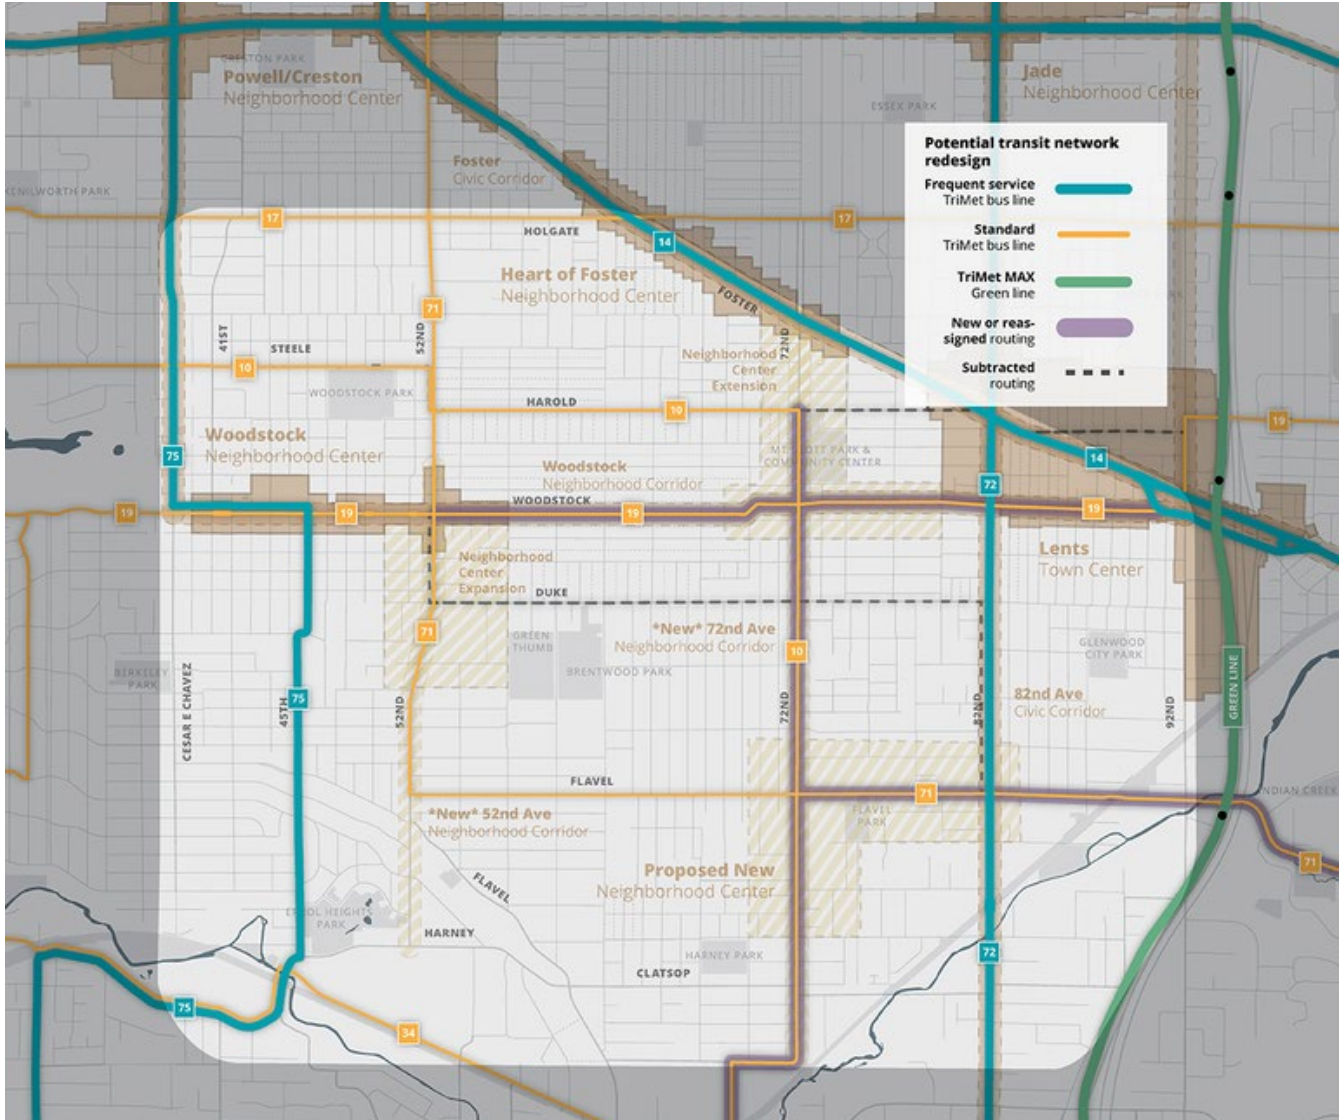 CRESTON PARK
Powell/Creston
Neighborhood Center
Jade
Neighborhood Center
ESSEX PARK
Potential transit network
redesign
Frequent service
TriMet bus line
Standard
TriMet bus line
TriMet MAX
Green line
New or reas-
signed routing
Subtracted
routing
Foster
Civic Corridor
KENILWORTH PARK
17
17
HOLGATE
14
Heart of Foster
Neighborhood Center
FOSTER
71
41ST
52ND
72ND
STEELE
Neighborhood
Center
Extension
10
WOODSTOCK PARK
HAROLD
10
19
Woodstock
Neighborhood Center
75
MT SCOTT PARK &
COMMUNITY CENTER
14
Woodstock
Neighborhood Corridor
72
WOODSTOCK
19
19
19
19
Lents
Town Center
Neighborhood
Center
Expansion
DUKE
71
GREEN
THUMB
*New* 72nd Ave
Neighborhood Corridor
10
GLENWOOD
CITY PARK
BERKELEY
PARK
BRENTWOOD PARK
CESAR E CHAVEZ
75
45TH
52ND
72ND
82ND
82nd Ave
Civic Corridor
92ND
GREEN LINE
FLAVEL
71
INDIAN CREEK
*New* 52nd Ave
Neighborhood Corridor
FLAVEL
PARK
71
Proposed New
Neighborhood Center
FLAVEL
ERROL HEIGHTS
PARK
HARNEY
HARNEY PARK
72
CLATSOP
75
34